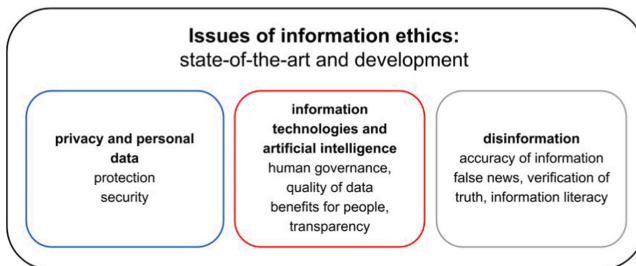 Issues of information ethics:
state-of-the-art and development
privacy and personal
data
protection
security
information
technologies and
artificial intelligence
human governance,
quality of data
benefits for people,
transparency
disinformation
accuracy of information
false news, verification of
truth, information literacy